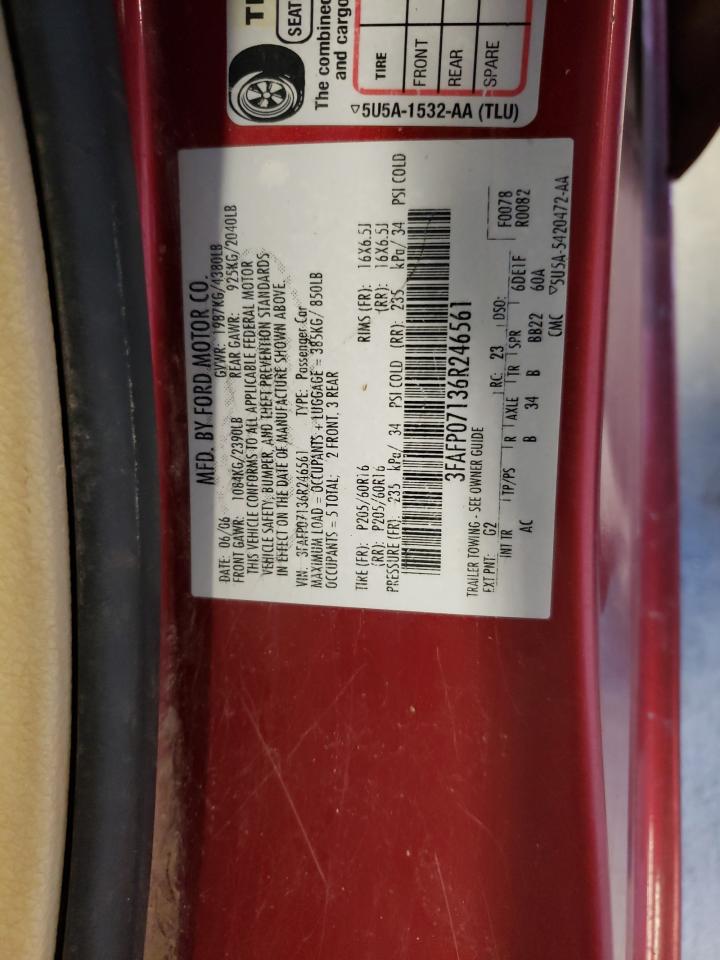 SEAT
The combined
and cargo
TIRE
FRONT
REAR
SPARE
5U5A-1532-AA (TLU)
MFD. BY FORD MOTOR CO.
DATE: 06/06 GVWR: 1987KG/4380LB
FRONT GAWR: 1084KG/2390LB REAR GAWR: 925KG/2040LB
THIS VEHICLE CONFORMS TO ALL APPLICABLE FEDERAL MOTOR
VEHICLE SAFETY, BUMPER, AND THEFT PREVENTION STANDARDS
IN EFFECT ON THE DATE OF MANUFACTURE SHOWN ABOVE.
VIN: 3FAFP07136R246561 TYPE: Passenger Car
MAXIMUM LOAD = OCCUPANTS + LUGGAGE = 385KG/ 850LB
OCCUPANTS = 5 TOTAL; 2 FRONT, 3 REAR
TIRE (FR): P205/60R16 RIMS (FR): 16X6.5J
(RR): P205/60R16 (RR): 16X6.5J
PRESSURE (FR): 235 kPa/ 34 PSI COLD (RR): 235 kPa/ 34 PSI COLD
3FAFP07136R246561
TRAILER TOWING - SEE OWNER GUIDE
EXT PNT: G2 RC: 23 DSO: F0078
INT TR TP/PS R AXLE TR SPR 6DE1F R0082
AC B 34 B BB22 60A
CMC 5U5A-5420472-AA